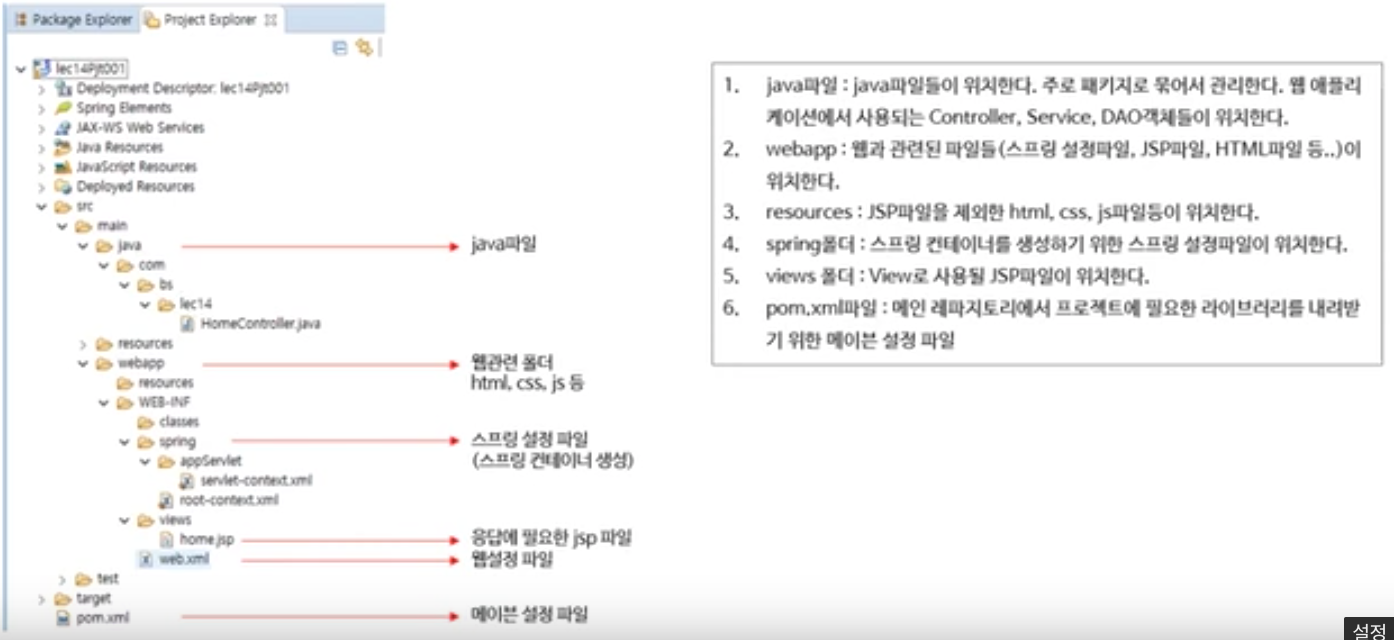 Package Explorer Project Explorer
lec14Pjt001
Deployment Descriptor: lec14Pjt001
Spring Elements
JAX-WS Web Services
Java Resources
JavaScript Resources
Deployed Resources
src
main
java
java파일
com
bs
lec14
HomeController.java
resources
webapp
웹관련 폴더
html, css, js 등
resources
WEB-INF
classes
spring
스프링 설정 파일
(스프링 컨테이너 생성)
appServlet
servlet-context.xml
root-context.xml
views
home.jsp
응답에 필요한 jsp 파일
web.xml
웹설정 파일
test
target
pom.xml
메이븐 설정 파일
1. java파일 : java파일들이 위치한다. 주로 패키지로 묶어서 관리한다. 웹 애플리
케이션에서 사용되는 Controller, Service, DAO객체들이 위치한다.
2. webapp : 웹과 관련된 파일들(스프링 설정파일, JSP파일, HTML파일 등..)이
위치한다.
3. resources : JSP파일을 제외한 html, css, js파일등이 위치한다.
4. spring폴더 : 스프링 컨테이너를 생성하기 위한 스프링 설정파일이 위치한다.
5. views 폴더 : View로 사용될 JSP파일이 위치한다.
6. pom.xml파일 : 메인 레파지토리에서 프로젝트에 필요한 라이브러리를 내려받
기 위한 메이븐 설정 파일
설정